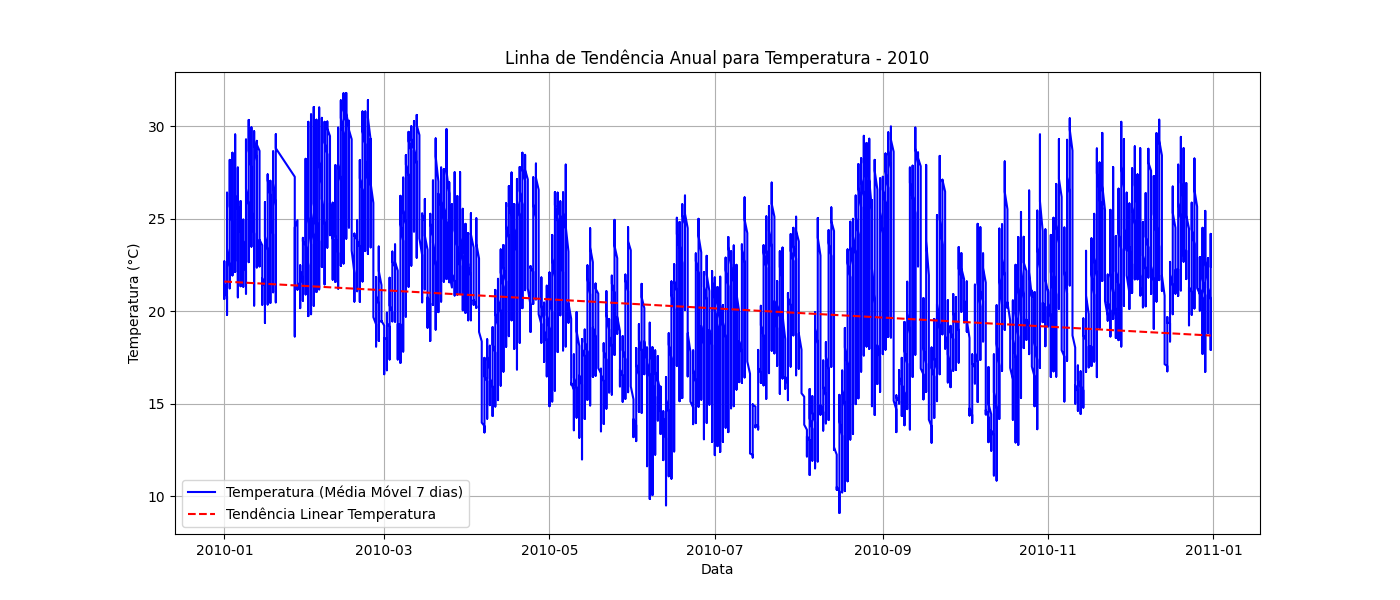 Linha de Tendência Anual para Temperatura - 2010
Temperatura (°C)
30
25
20
15
10
Temperatura (Média Móvel 7 dias)
Tendência Linear Temperatura
2010-01 2010-03 2010-05 2010-07 2010-09 2010-11 2011-01
Data